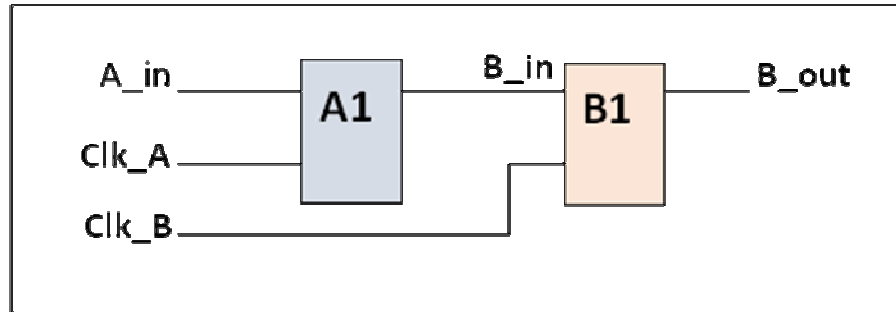 A_in
A1
B_in
B1
B_out
Clk_A
Clk_B